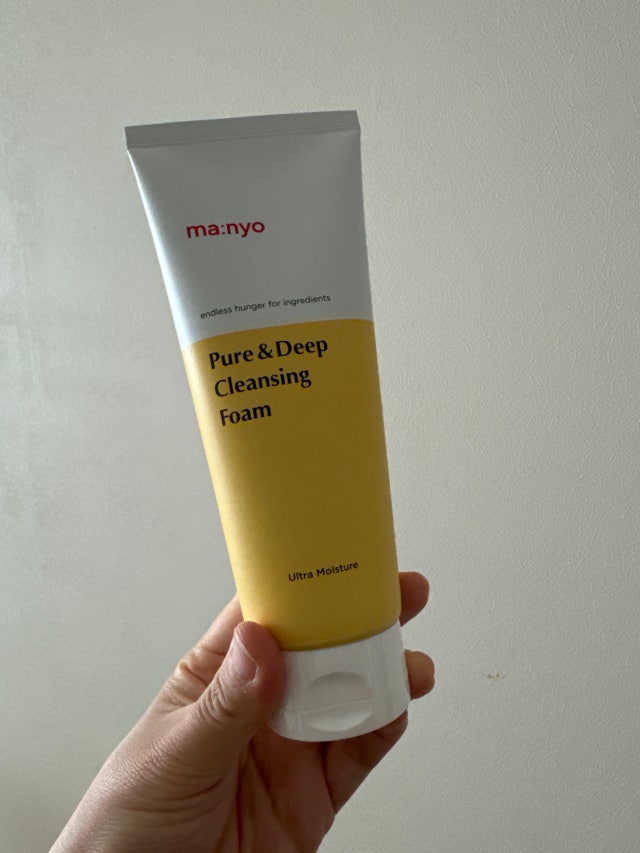 ma:nyo
endless hunger for ingredients
Pure & Deep
Cleansing
Foam
Ultra Moisture